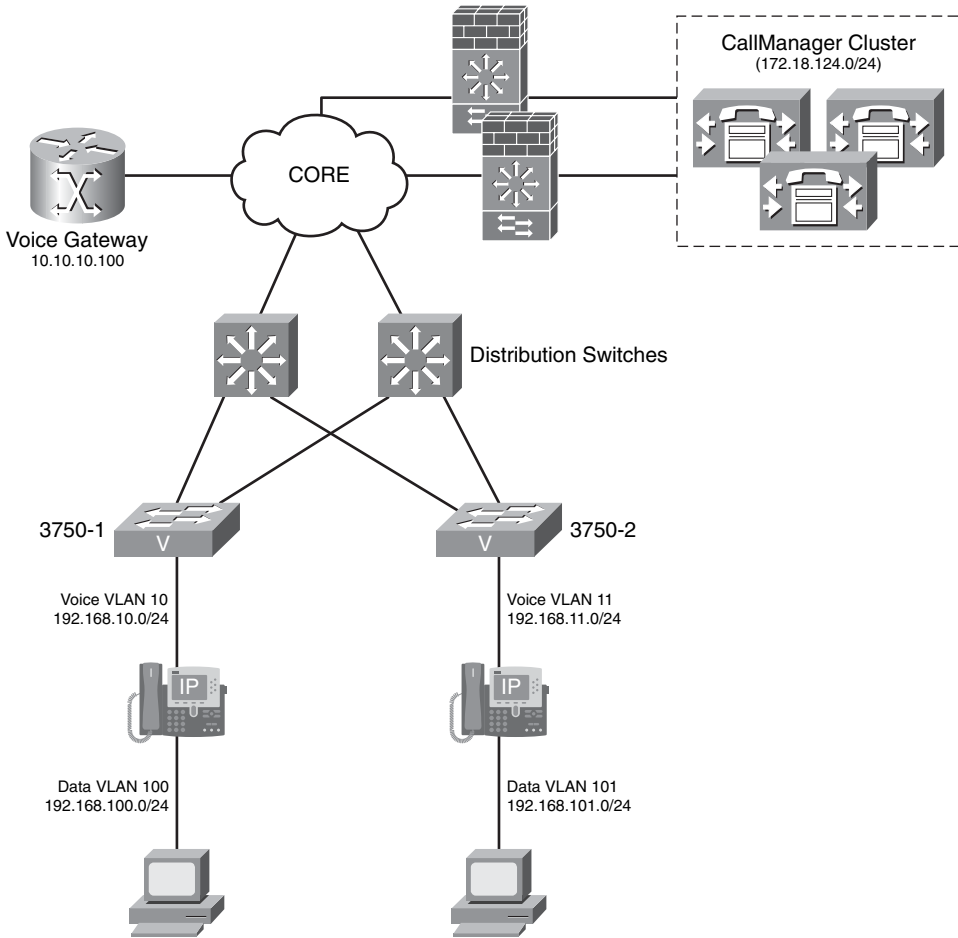 CallManager Cluster
(172.18.124.0/24)
CORE
Voice Gateway
10.10.10.100
Distribution Switches
3750-1
V
V
3750-2
Voice VLAN 10
192.168.10.0/24
Voice VLAN 11
192.168.11.0/24
IP
IP
Data VLAN 100
192.168.100.0/24
Data VLAN 101
192.168.101.0/24